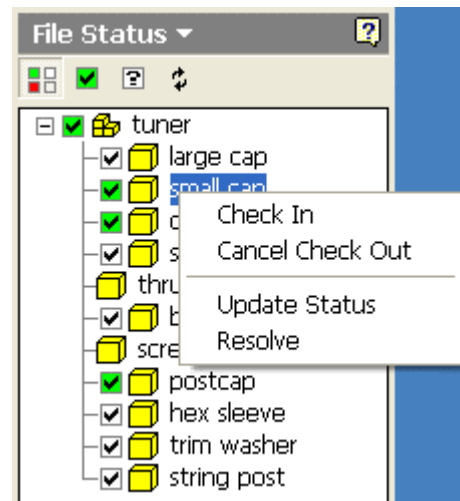 File Status
tuner
large cap
small cap
Check In
Cancel Check Out
Update Status
Resolve
postcap
hex sleeve
trim washer
string post